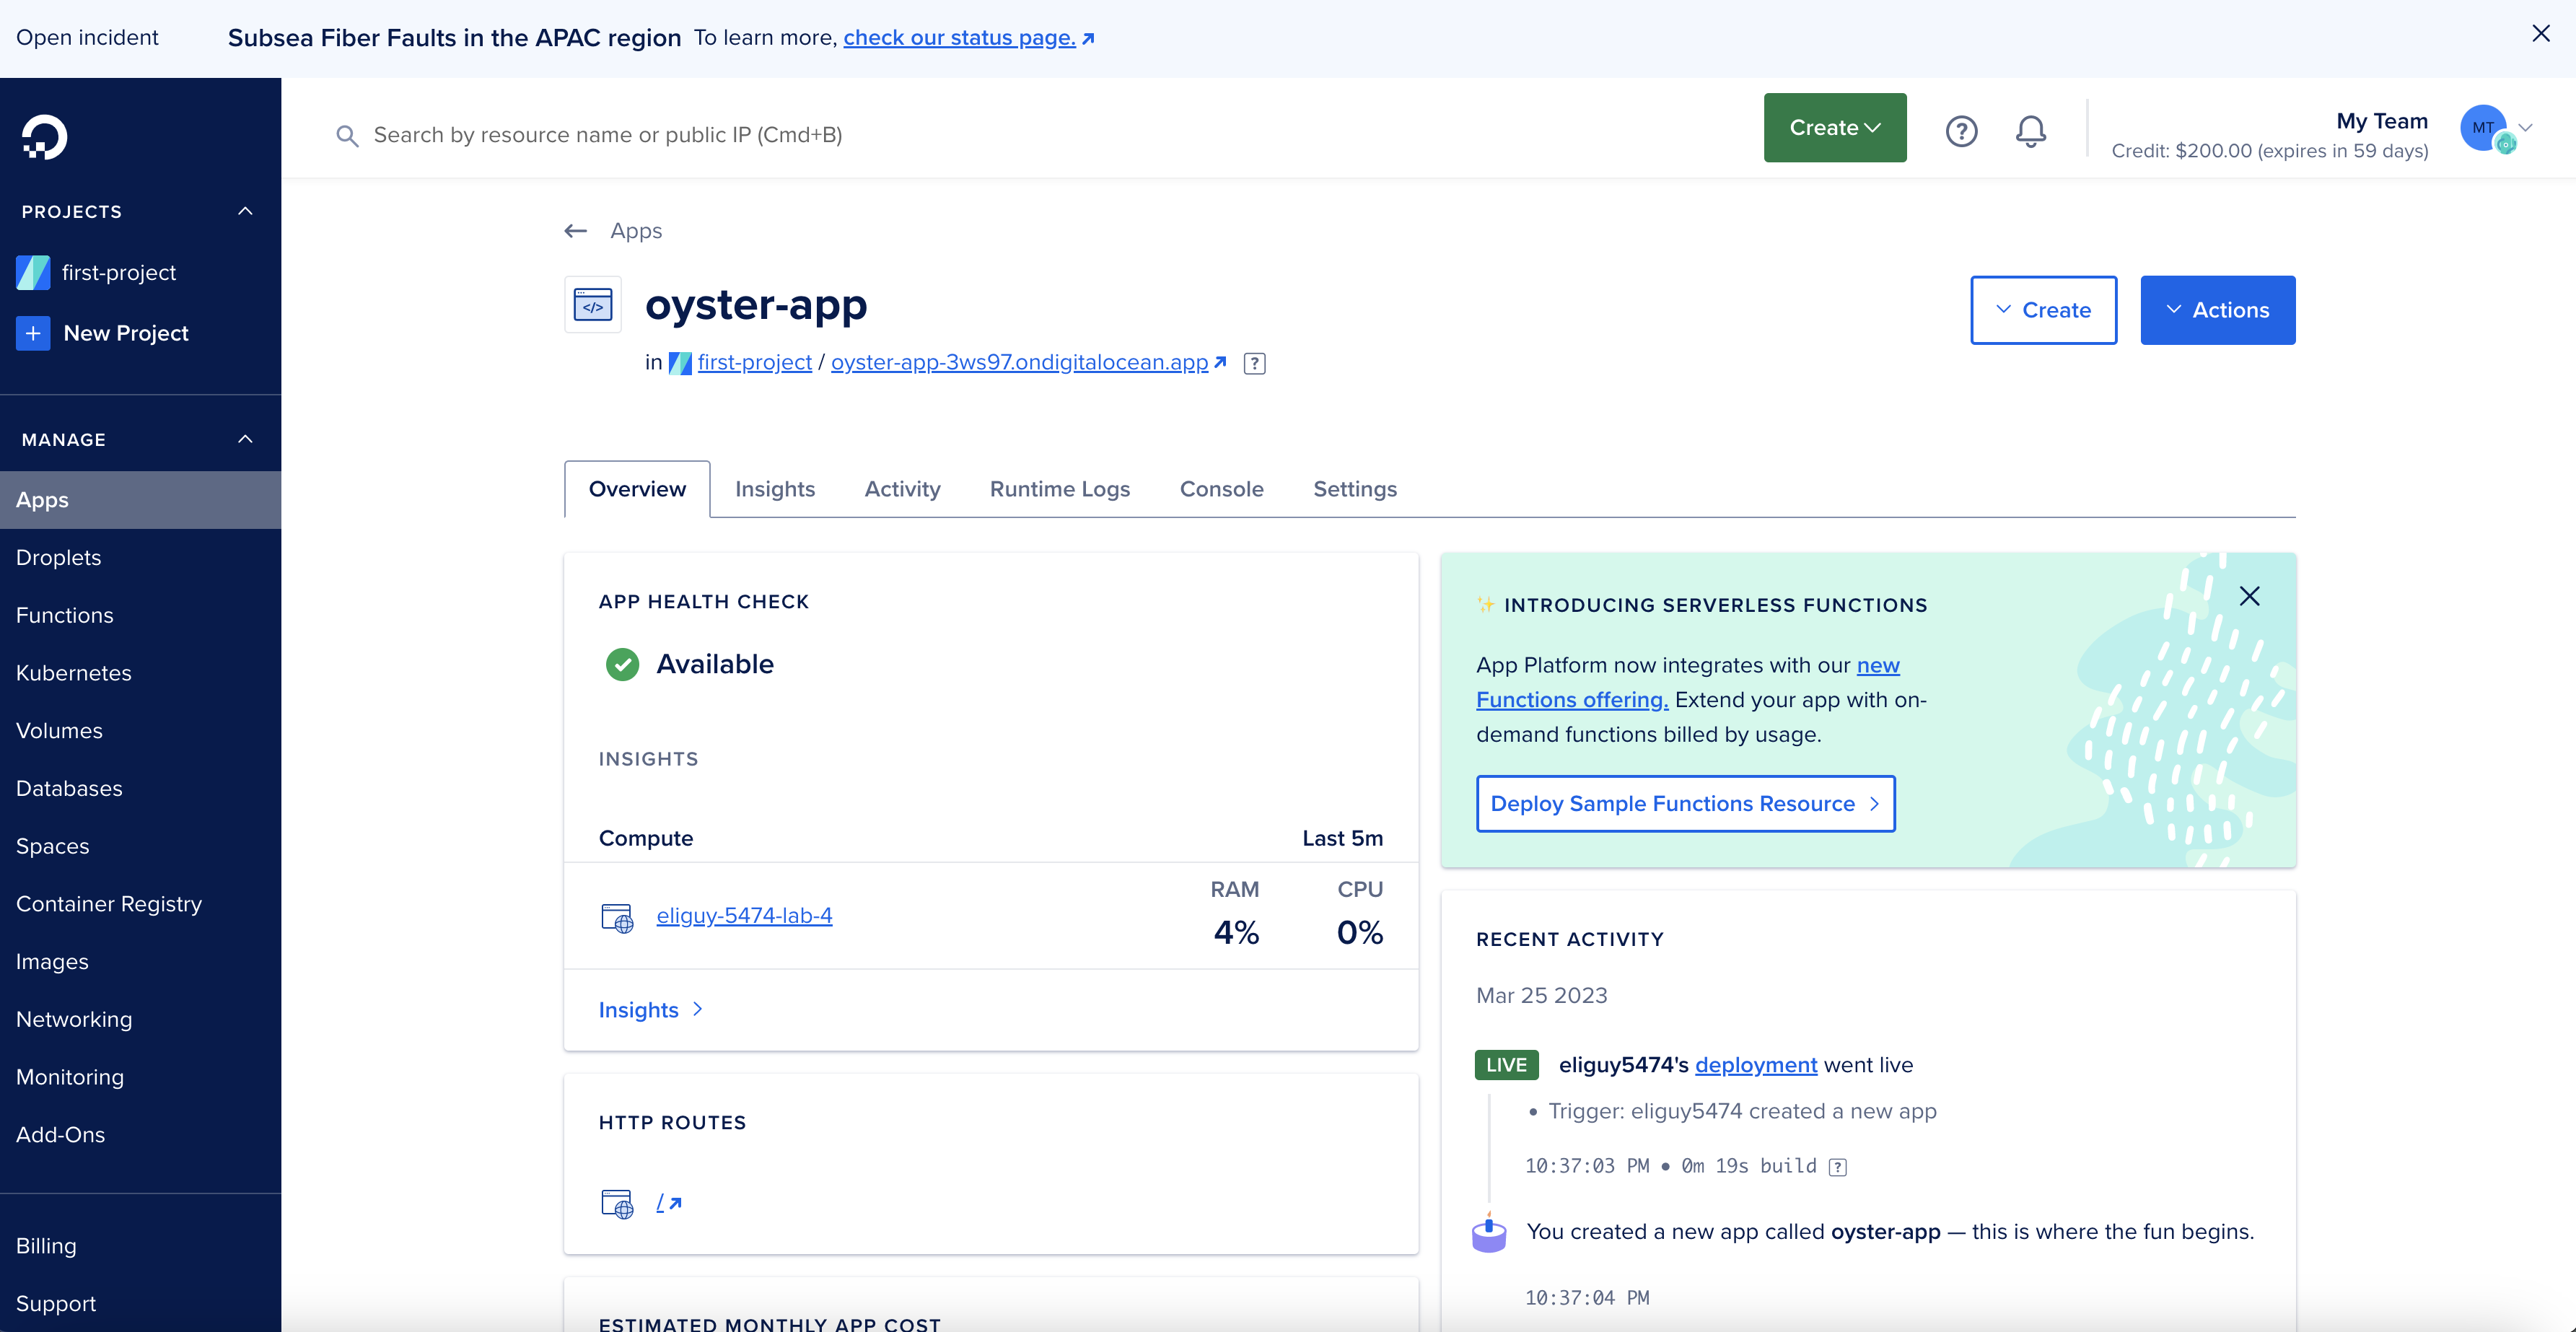 Open incident
Subsea Fiber Faults in the APAC region To learn more, check our status page.
Search by resource name or public IP (Cmd+B)
Create
My Team
Credit: $200.00 (expires in 59 days)
MT
PROJECTS
first-project
New Project
MANAGE
Apps
Droplets
Functions
Kubernetes
Volumes
Databases
Spaces
Container Registry
Images
Networking
Monitoring
Add-Ons
Billing
Support
Apps
oyster-app
in first-project / oyster-app-3ws97.ondigitalocean.app ?
Create
Actions
Overview Insights Activity Runtime Logs Console Settings
APP HEALTH CHECK
Available
INSIGHTS
Compute Last 5m
RAM CPU
eliguy-5474-lab-4
4% 0%
Insights
HTTP ROUTES
/
ESTIMATED MONTHLY APP COST
INTRODUCING SERVERLESS FUNCTIONS
App Platform now integrates with our new
Functions offering. Extend your app with on-
demand functions billed by usage.
Deploy Sample Functions Resource
RECENT ACTIVITY
Mar 25 2023
LIVE eliguy5474's deployment went live
• Trigger: eliguy5474 created a new app
10:37:03 PM • 0m 19s build ?
You created a new app called oyster-app — this is where the fun begins.
10:37:04 PM